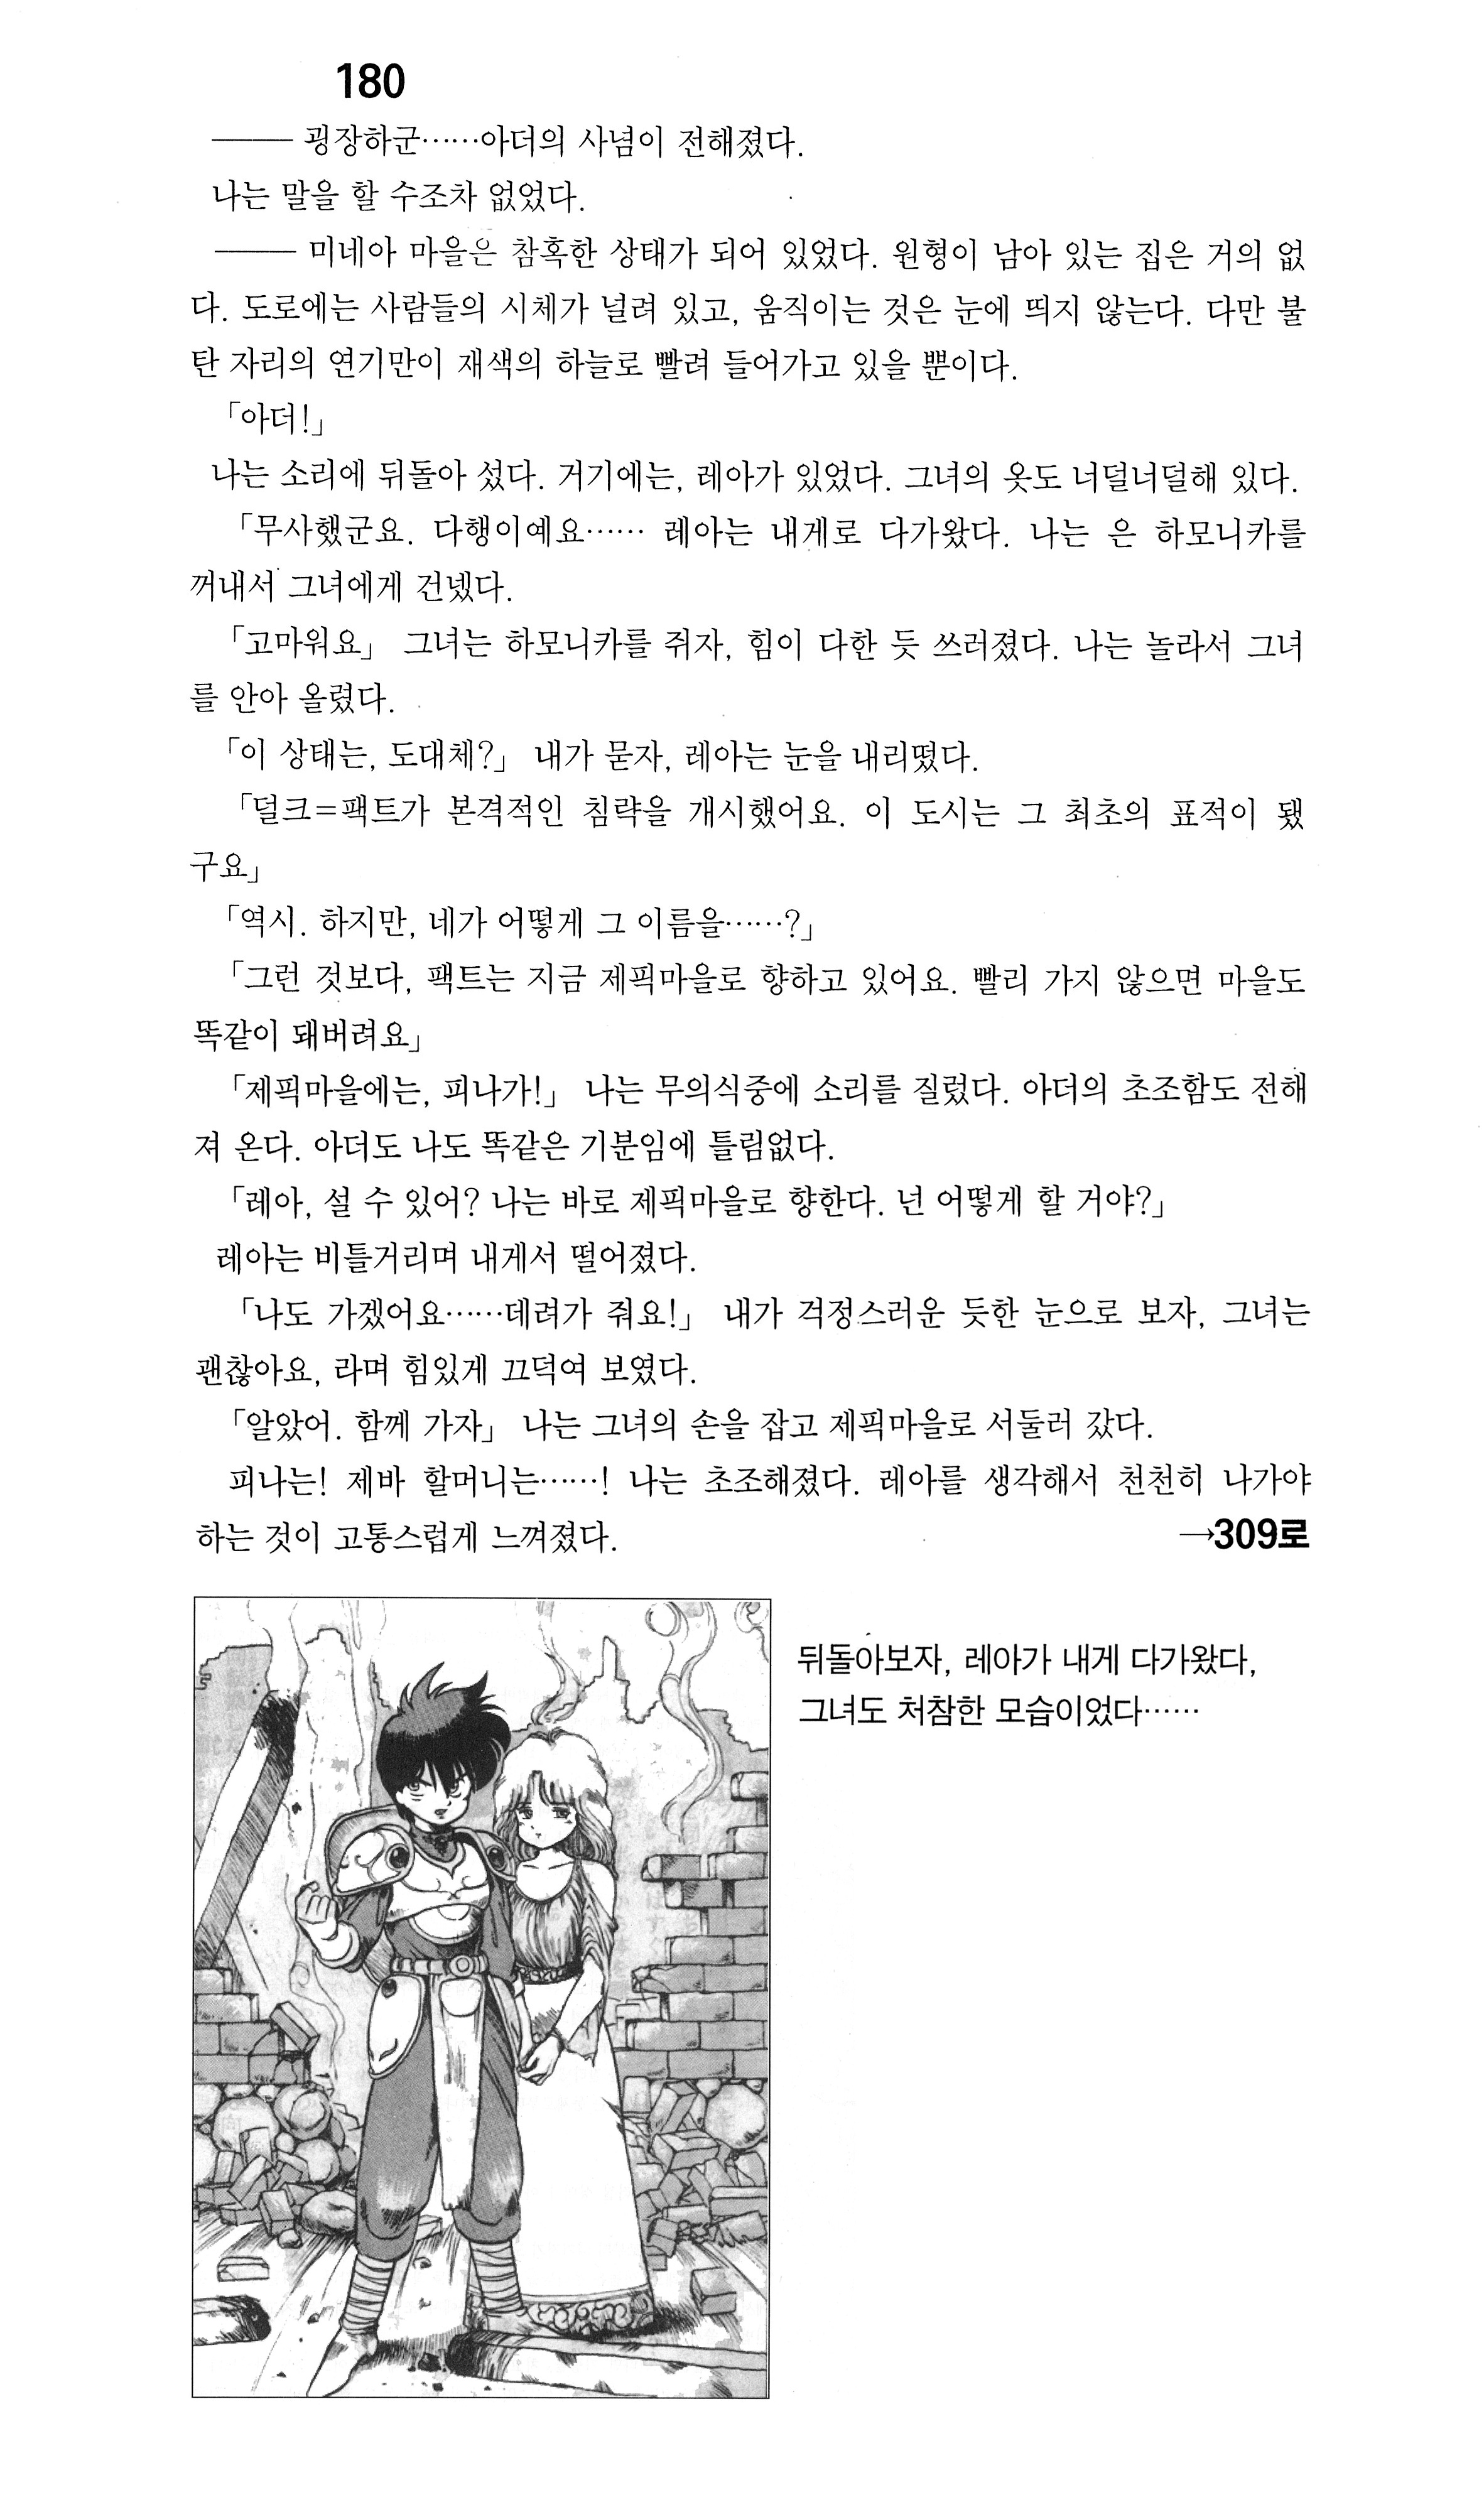 180
──── 굉장하군……아더의 사념이 전해졌다.
나는 말을 할 수조차 없었다.
──── 미네아 마을은 참혹한 상태가 되어 있었다. 원형이 남아 있는 집은 거의 없
다. 도로에는 사람들의 시체가 널려 있고, 움직이는 것은 눈에 띄지 않는다. 다만 불
탄 자리의 연기만이 재색의 하늘로 빨려 들어가고 있을 뿐이다.
「아더!」
나는 소리에 뒤돌아 섰다. 거기에는, 레아가 있었다. 그녀의 옷도 너덜너덜해 있다.
「무사했군요. 다행이예요…… 레아는 내게로 다가왔다. 나는 은 하모니카를
꺼내서 그녀에게 건넸다.
「고마워요」 그녀는 하모니카를 쥐자, 힘이 다한 듯 쓰러졌다. 나는 놀라서 그녀
를 안아 올렸다.
「이 상태는, 도대체?」 내가 묻자, 레아는 눈을 내리떴다.
「덜크=팩트가 본격적인 침략을 개시했어요. 이 도시는 그 최초의 표적이 됐
구요」
「역시. 하지만, 네가 어떻게 그 이름을……?」
「그런 것보다, 팩트는 지금 제픽마을로 향하고 있어요. 빨리 가지 않으면 마을도
똑같이 돼버려요」
「제픽마을에는, 피나가!」 나는 무의식중에 소리를 질렀다. 아더의 초조함도 전해
져 온다. 아더도 나도 똑같은 기분임에 틀림없다.
「레아, 설 수 있어? 나는 바로 제픽마을로 향한다. 넌 어떻게 할 거야?」
레아는 비틀거리며 내게서 떨어졌다.
「나도 가겠어요……데려가 줘요!」 내가 걱정스러운 듯한 눈으로 보자, 그녀는
괜찮아요, 라며 힘있게 끄덕여 보였다.
「알았어. 함께 가자」 나는 그녀의 손을 잡고 제픽마을로 서둘러 갔다.
피나는! 제바 할머니는……! 나는 초조해졌다. 레아를 생각해서 천천히 나가야
하는 것이 고통스럽게 느껴졌다. →309로
뒤돌아보자, 레아가 내게 다가왔다,
그녀도 처참한 모습이었다……